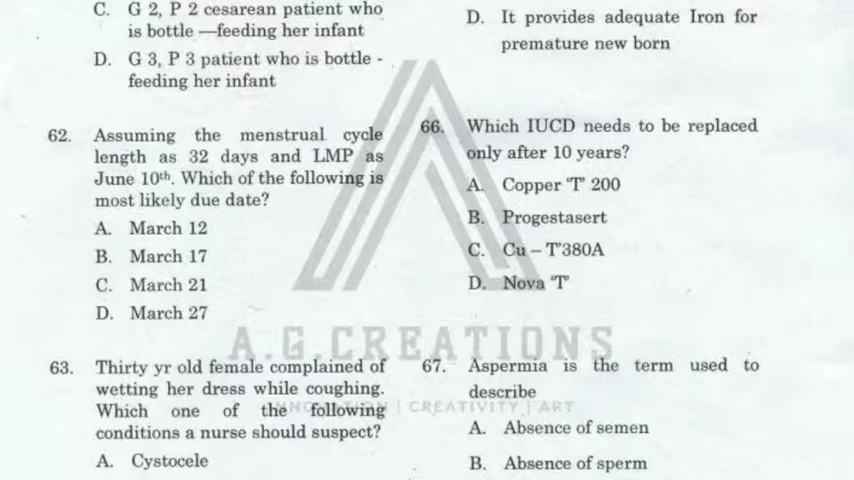 C. G 2, P 2 cesarean patient who
is bottle —feeding her infant
D. G 3, P 3 patient who is bottle -
feeding her infant
62. Assuming the menstrual cycle
length as 32 days and LMP as
June 10th. Which of the following is
most likely due date?
A. March 12
B. March 17
C. March 21
D. March 27
63. Thirty yr old female complained of
wetting her dress while coughing.
Which one of the following
conditions a nurse should suspect?
A. Cystocele
D. It provides adequate Iron for
premature new born
66. Which IUCD needs to be replaced
only after 10 years?
A. Copper 'T' 200
B. Progestasert
C. Cu – T'380A
D. Nova 'T'
67. Aspermia is the term used to
describe
A. Absence of semen
B. Absence of sperm
A.G.CREATIONS
INNOVATION | CREATIVITY | ART